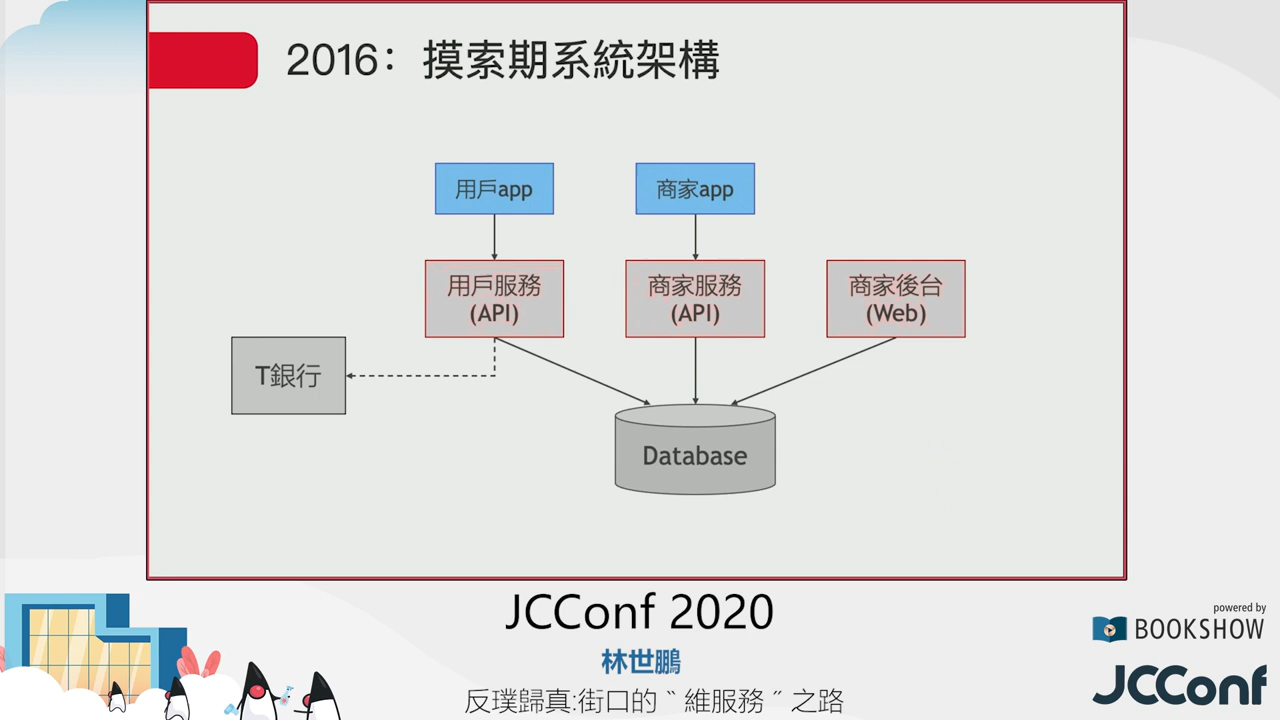 2016：摸索期系統架構
用戶app
商家app
用戶服務
(API)
商家服務
(API)
商家後台
(Web)
T銀行
Database
JCConf 2020
林世鵬
反璞歸真:街口的〝維服務〞之路
powered by
BOOKSHOW
JCConf